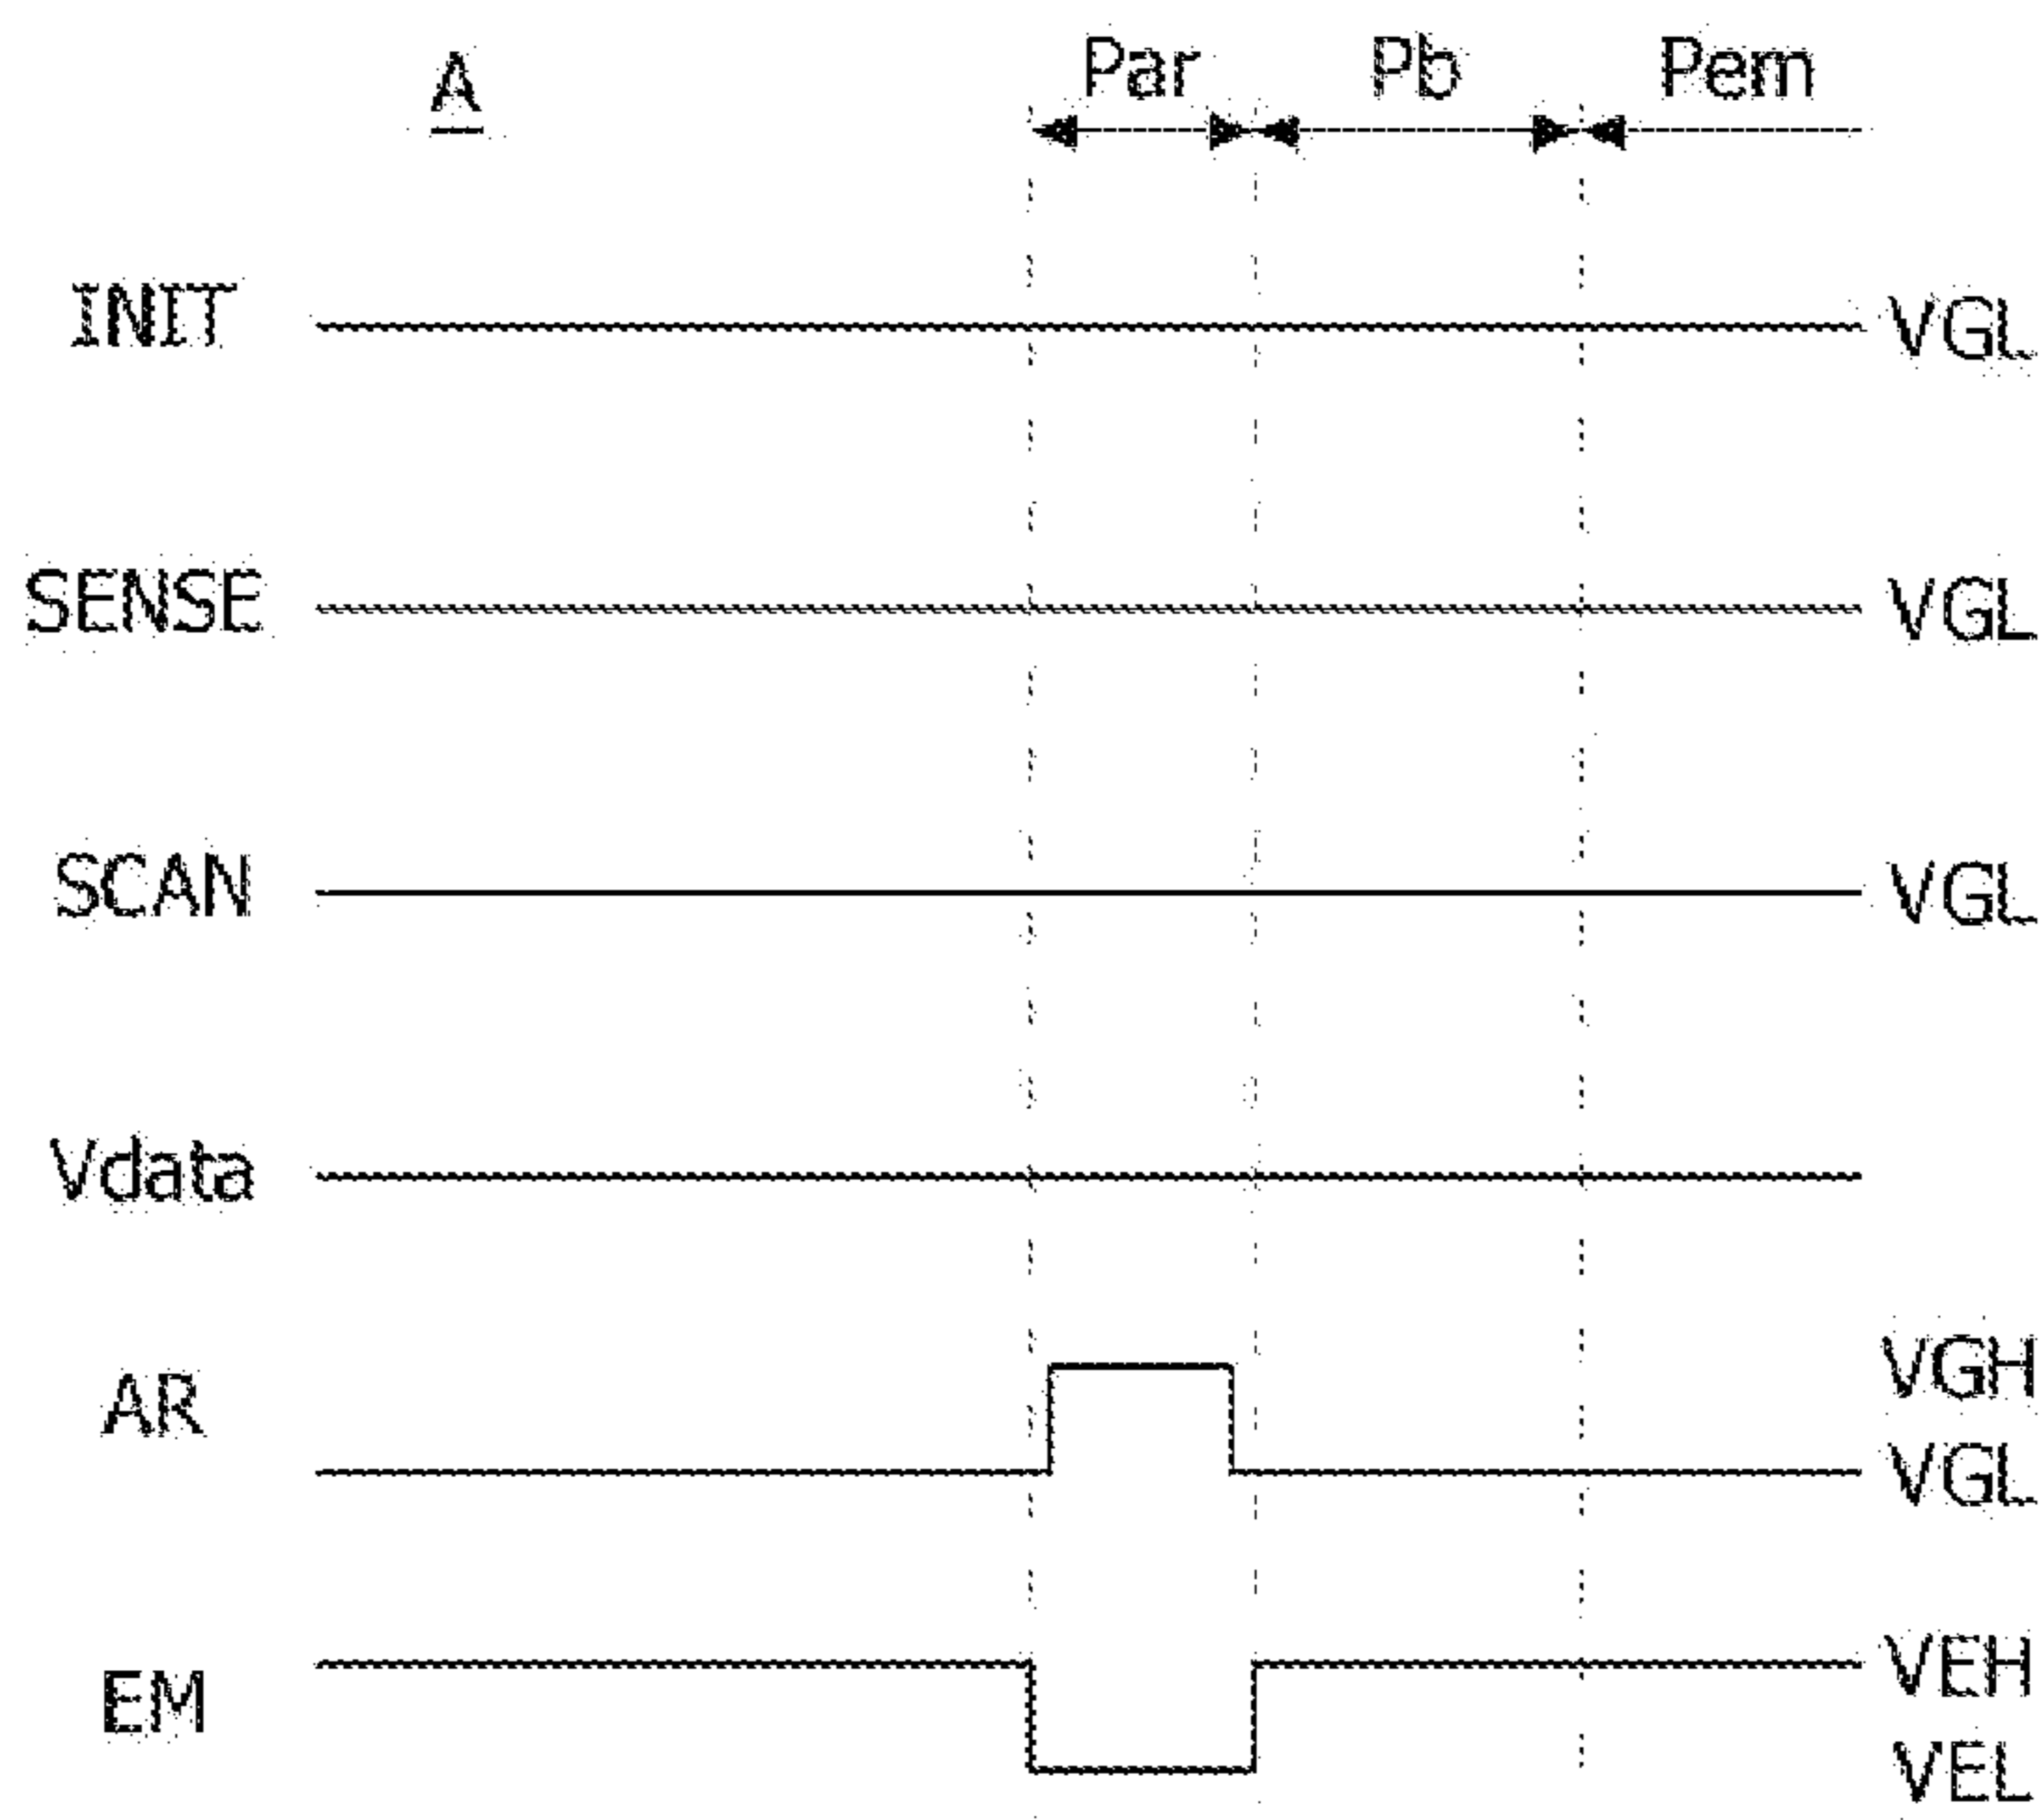 A Par Pb Pem
INIT VGL
SENSE VGL
SCAN VGL
Vdata
AR VGH
VGL
EM VEH
VEL